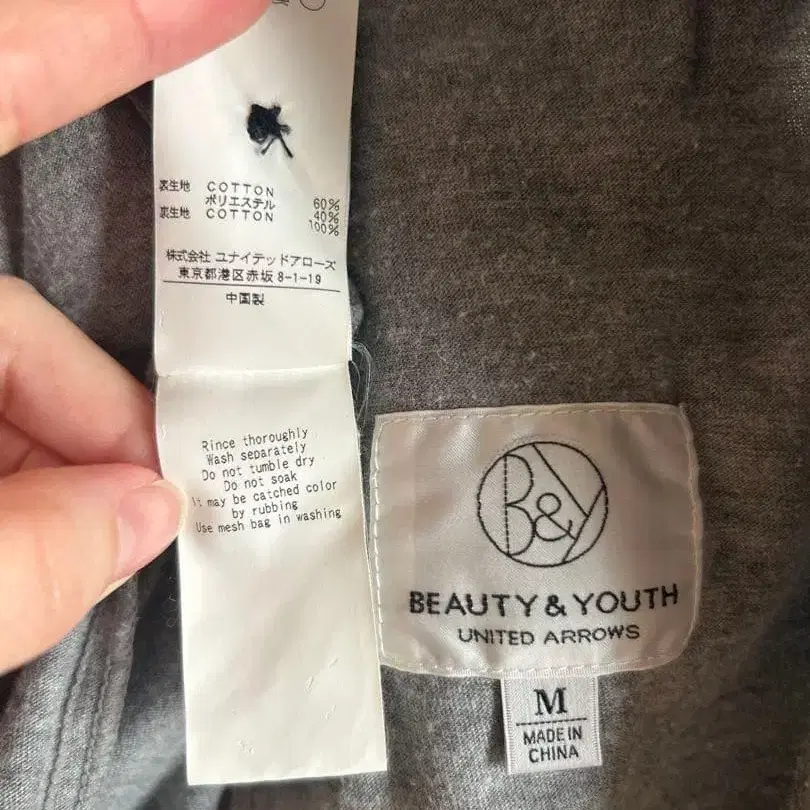 表生地 COTTON 60%
ポリエステル 40%
裏生地 COTTON 100%
株式会社 ユナイテッドアローズ
東京都港区赤坂 8-1-19
中国製
Rince thoroughly
Wash separately
Do not tumble dry
Do not soak
It may be catched color
by rubbing
Use mesh bag in washing
B&Y
BEAUTY & YOUTH
UNITED ARROWS
M
MADE IN
CHINA